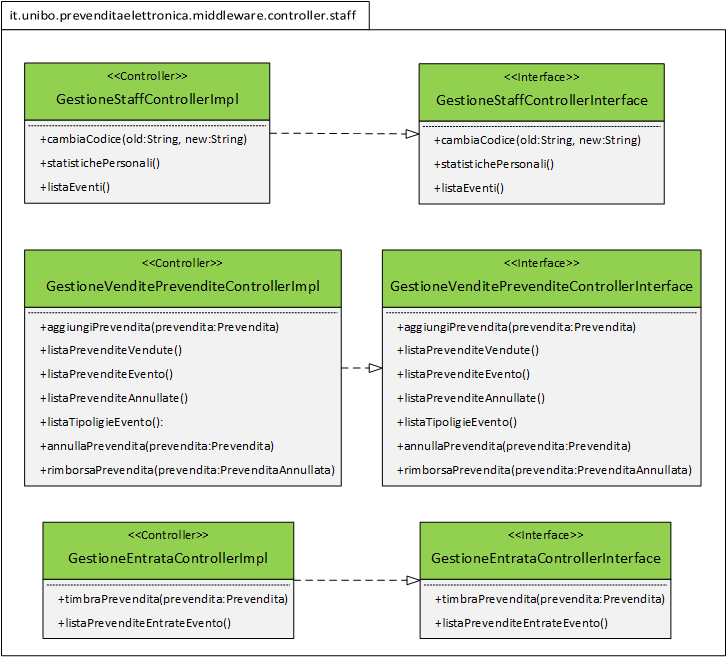 it.unibo.prevenditaelettronica.middleware.controller.staff
<<Controller>>
GestioneStaffControllerImpl
+cambiaCodice(old:String, new:String)
+statistichePersonali()
+listaEventi()
<<Interface>>
GestioneStaffControllerInterface
+cambiaCodice(old:String, new:String)
+statistichePersonali()
+listaEventi()
<<Controller>>
GestioneVenditePrevenditeControllerImpl
+aggiungiPrevendita(prevendita:Prevendita)
+listaPrevenditeVendute()
+listaPrevenditeEvento()
+listaPrevenditeAnnullate()
+listaTipoligieEvento():
+annullaPrevendita(prevendita:Prevendita)
+rimborsaPrevendita(prevendita:PrevenditaAnnullata)
<<Interface>>
GestioneVenditePrevenditeControllerInterface
+aggiungiPrevendita(prevendita:Prevendita)
+listaPrevenditeVendute()
+listaPrevenditeEvento()
+listaPrevenditeAnnullate()
+listaTipoligieEvento()
+annullaPrevendita(prevendita:Prevendita)
+rimborsaPrevendita(prevendita:PrevenditaAnnullata)
<<Controller>>
GestioneEntrataControllerImpl
+timbraPrevendita(prevendita:Prevendita)
+listaPrevenditeEntrateEvento()
<<Interface>>
GestioneEntrataControllerInterface
+timbraPrevendita(prevendita:Prevendita)
+listaPrevenditeEntrateEvento()